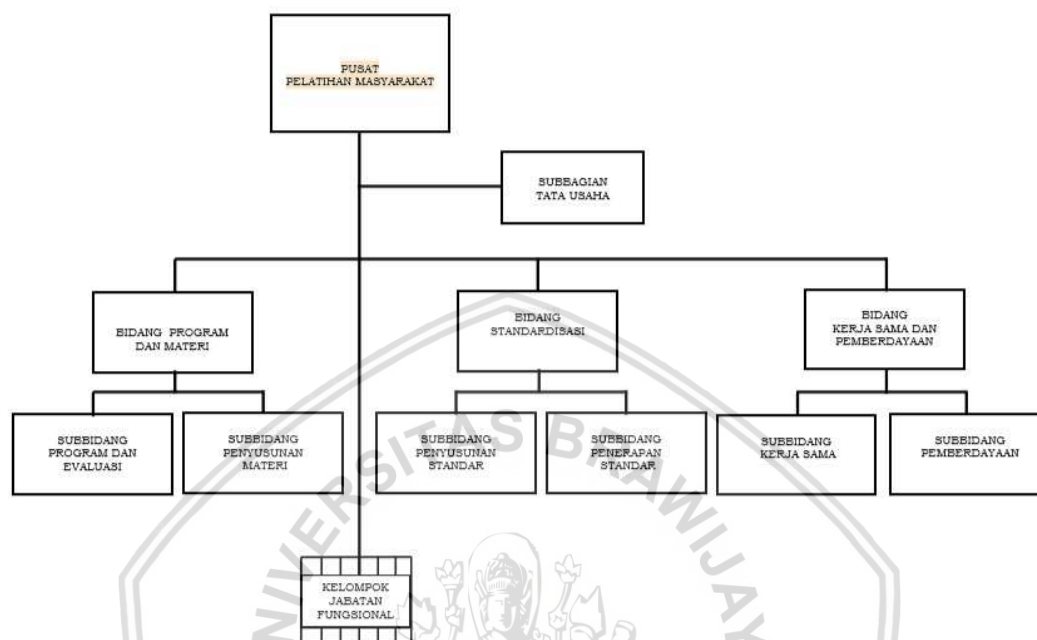 PUSAT
PELATIHAN MASYARAKAT
SUBBAGIAN
TATA USAHA
BIDANG PROGRAM
DAN MATERI
BIDANG
STANDARDISASI
BIDANG
KERJA SAMA DAN
PEMBERDAYAAN
SUBBIDANG
PROGRAM DAN
EVALUASI
SUBBIDANG
PENYUSUNAN
MATERI
SUBBIDANG
PENYUSUNAN
STANDAR
SUBBIDANG
PENERAPAN
STANDAR
SUBBIDANG
KERJA SAMA
SUBBIDANG
PEMBERDAYAAN
KELOMPOK
JABATAN
FUNGSIONAL
UNIVERSITAS BRAWIJAY